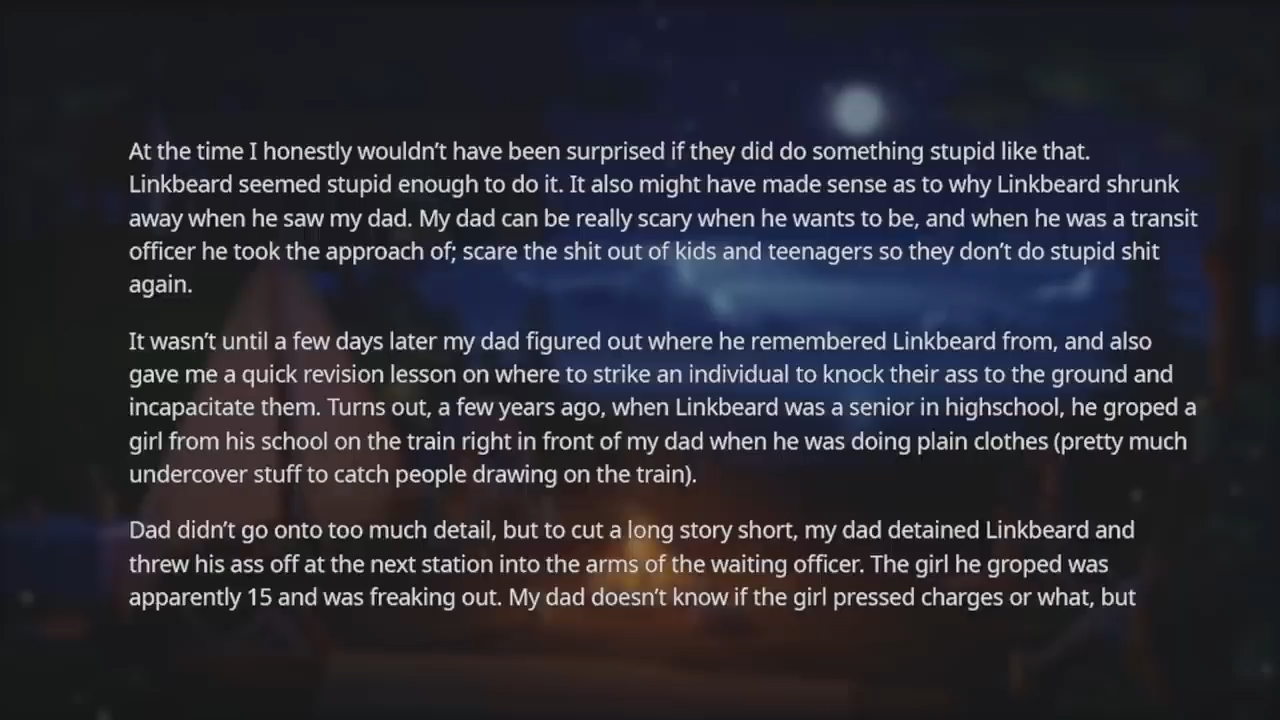 At the time I honestly wouldn’t have been surprised if they did do something stupid like that.
Linkbeard seemed stupid enough to do it. It also might have made sense as to why Linkbeard shrunk
away when he saw my dad. My dad can be really scary when he wants to be, and when he was a transit
officer he took the approach of; scare the shit out of kids and teenagers so they don’t do stupid shit
again.
It wasn’t until a few days later my dad figured out where he remembered Linkbeard from, and also
gave me a quick revision lesson on where to strike an individual to knock their ass to the ground and
incapacitate them. Turns out, a few years ago, when Linkbeard was a senior in highschool, he groped a
girl from his school on the train right in front of my dad when he was doing plain clothes (pretty much
undercover stuff to catch people drawing on the train).
Dad didn’t go onto too much detail, but to cut a long story short, my dad detained Linkbeard and
threw his ass off at the next station into the arms of the waiting officer. The girl he groped was
apparently 15 and was freaking out. My dad doesn’t know if the girl pressed charges or what, but